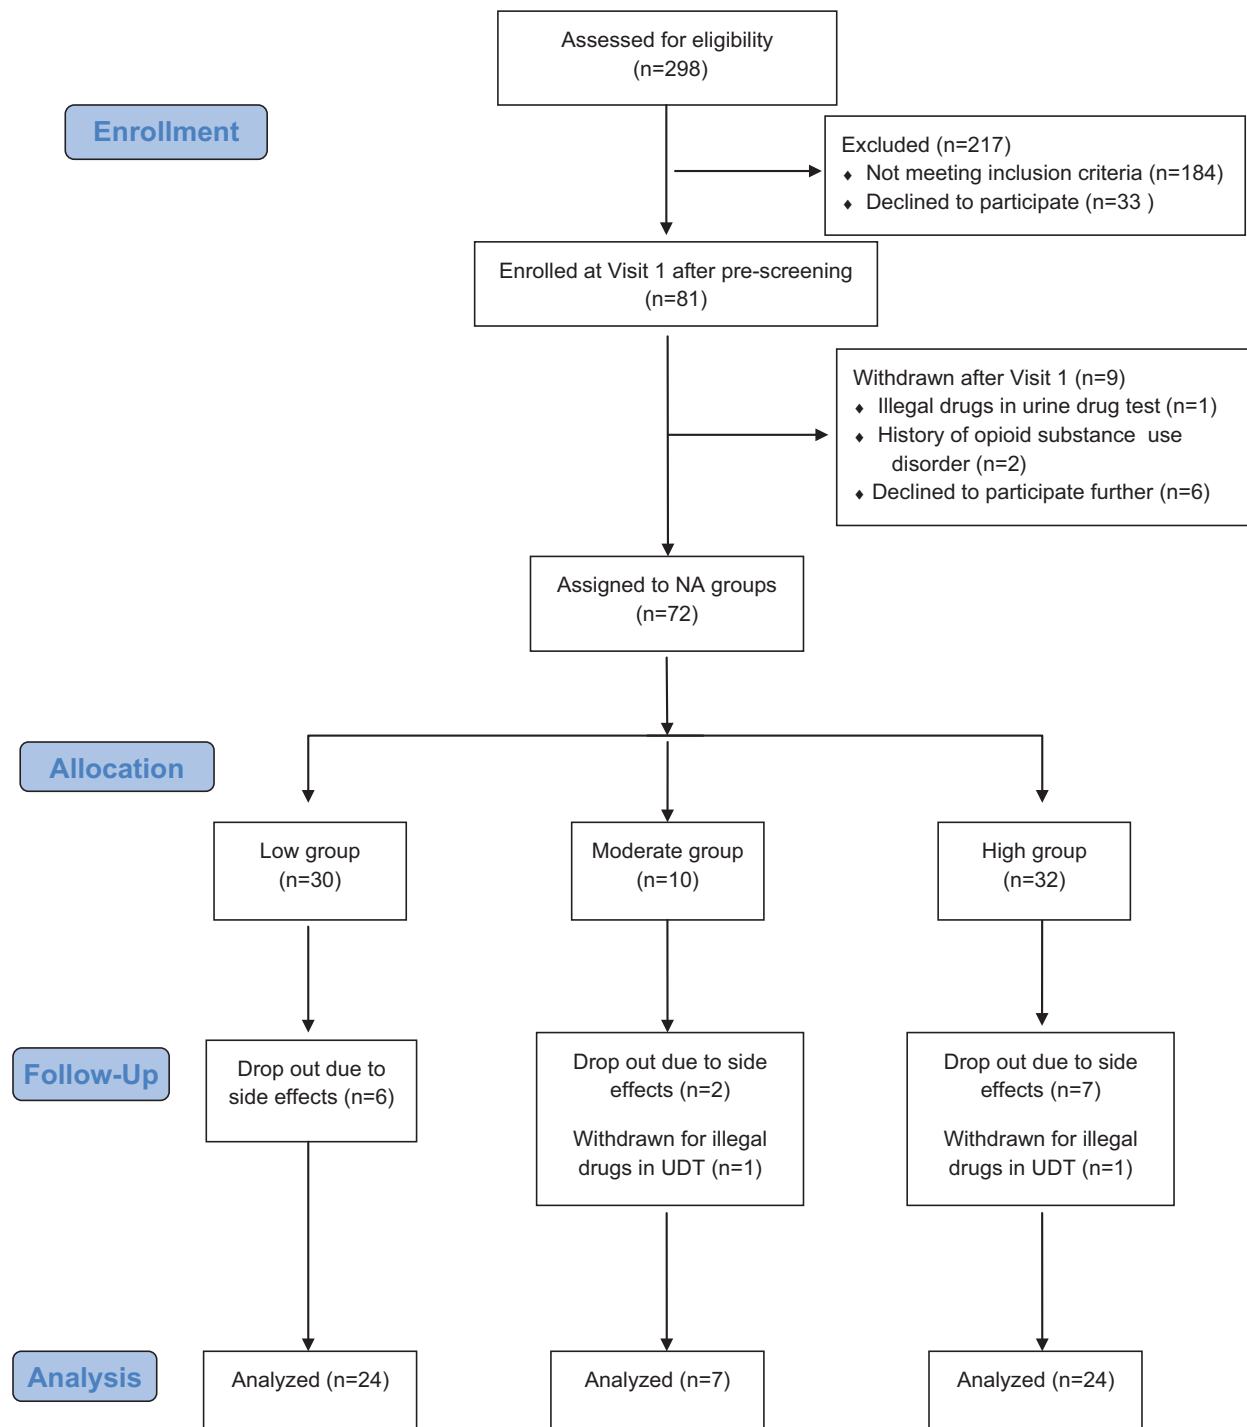 Assessed for eligibility
(n=298)
Enrollment
Excluded (n=217)
♦ Not meeting inclusion criteria (n=184)
♦ Declined to participate (n=33 )
Enrolled at Visit 1 after pre-screening
(n=81)
Withdrawn after Visit 1 (n=9)
♦ Illegal drugs in urine drug test (n=1)
♦ History of opioid substance use
disorder (n=2)
♦ Declined to participate further (n=6)
Assigned to NA groups
(n=72)
Allocation
Low group
(n=30)
Moderate group
(n=10)
High group
(n=32)
Follow-Up
Drop out due to
side effects (n=6)
Drop out due to side
effects (n=2)
Withdrawn for illegal
drugs in UDT (n=1)
Drop out due to side
effects (n=7)
Withdrawn for illegal
drugs in UDT (n=1)
Analysis
Analyzed (n=24)
Analyzed (n=7)
Analyzed (n=24)